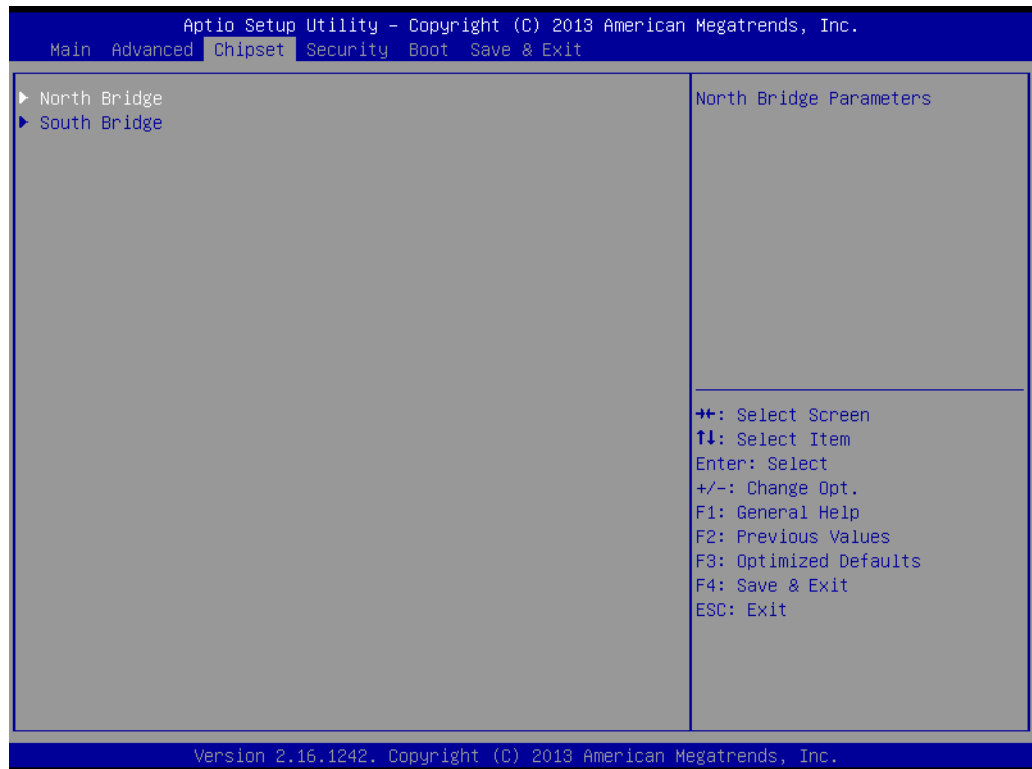 Aptio Setup Utility – Copyright (C) 2013 American Megatrends, Inc.
Main Advanced Chipset Security Boot Save & Exit
► North Bridge
► South Bridge
North Bridge Parameters
→←: Select Screen
↑↓: Select Item
Enter: Select
+/-: Change Opt.
F1: General Help
F2: Previous Values
F3: Optimized Defaults
F4: Save & Exit
ESC: Exit
Version 2.16.1242. Copyright (C) 2013 American Megatrends, Inc.